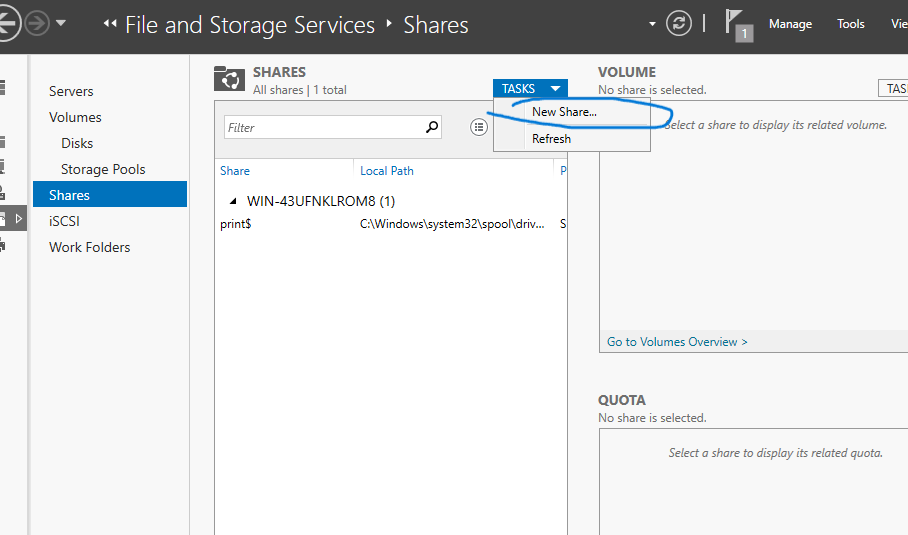 File and Storage Services Shares
1 Manage Tools
Servers
Volumes
Disks
Storage Pools
Shares
iSCSI
Work Folders
SHARES
All shares | 1 total
TASKS
New Share...
Refresh
Filter
Share Local Path P
WIN-43UFNKLROM8 (1)
print$ C:\Windows\system32\spool\driv... S
VOLUME
No share is selected.
TAS
Select a share to display its related volume.
Go to Volumes Overview >
QUOTA
No share is selected.
Select a share to display its related quota.